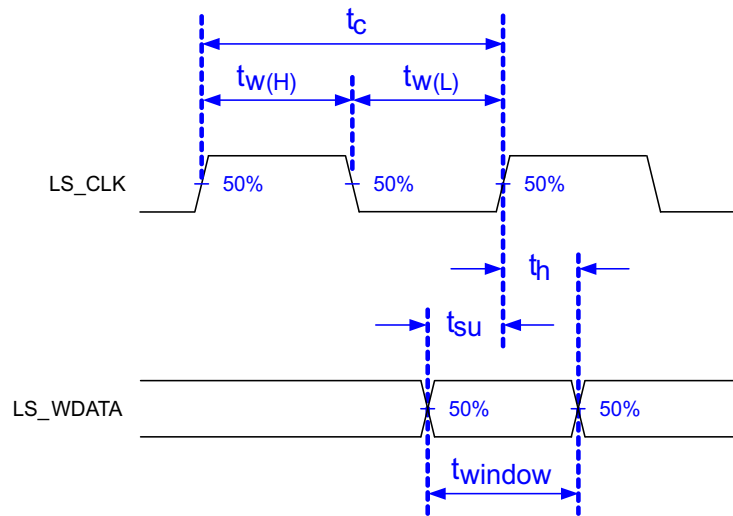 tc
tw(H)
tw(L)
LS_CLK
50%
50%
50%
th
tsu
LS_WDATA
50%
50%
twindow